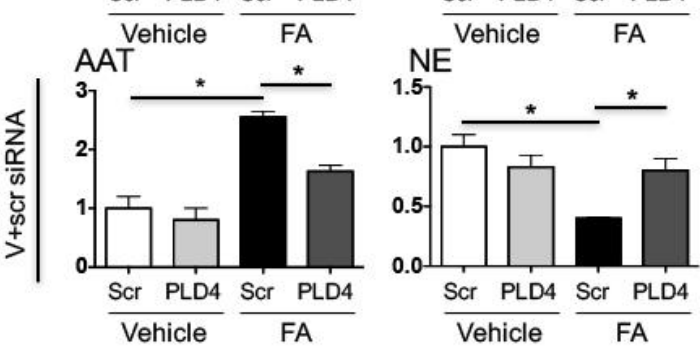 Vehicle FA Vehicle FA
AAT NE
* * * *
3 1.5
2 1.0
1 0.5
0 0.0
V+scr siRNA
Scr PLD4 Scr PLD4 Scr PLD4 Scr PLD4
Vehicle FA Vehicle FA